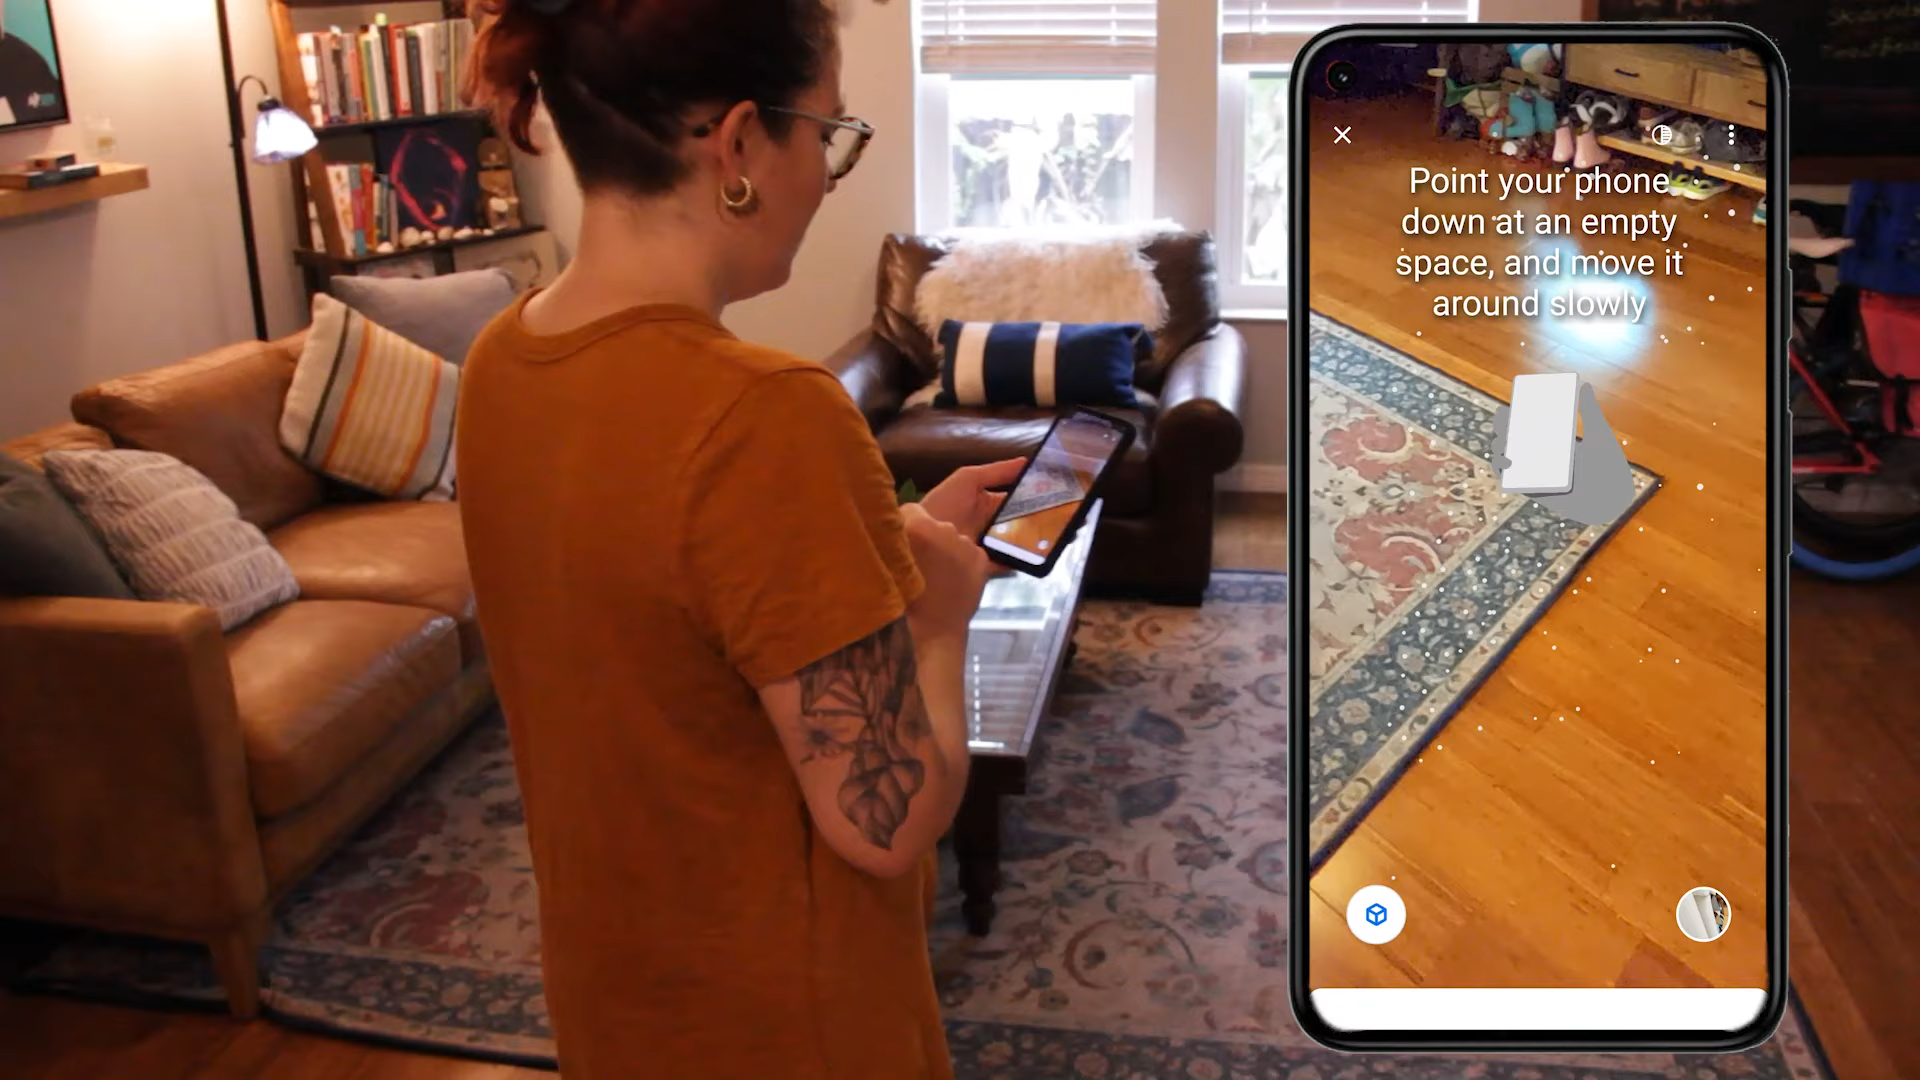 Point your phone
down at an empty
space, and move it
around slowly